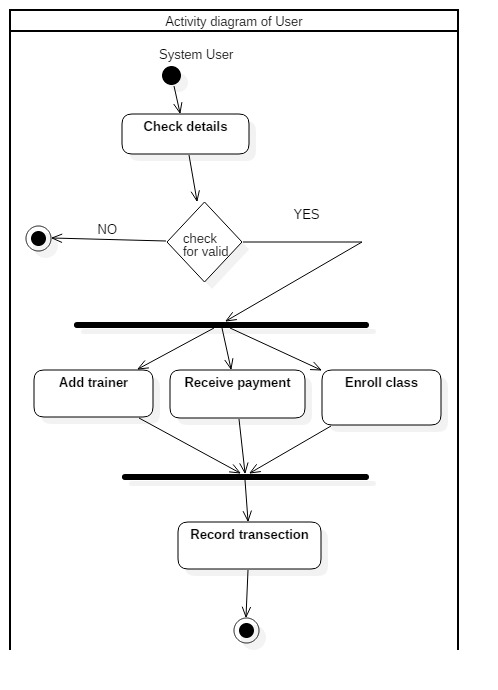 Activity diagram of User
System User
Check details
YES
NO
check
for valid
Add trainer
Receive payment
Enroll class
Record transection